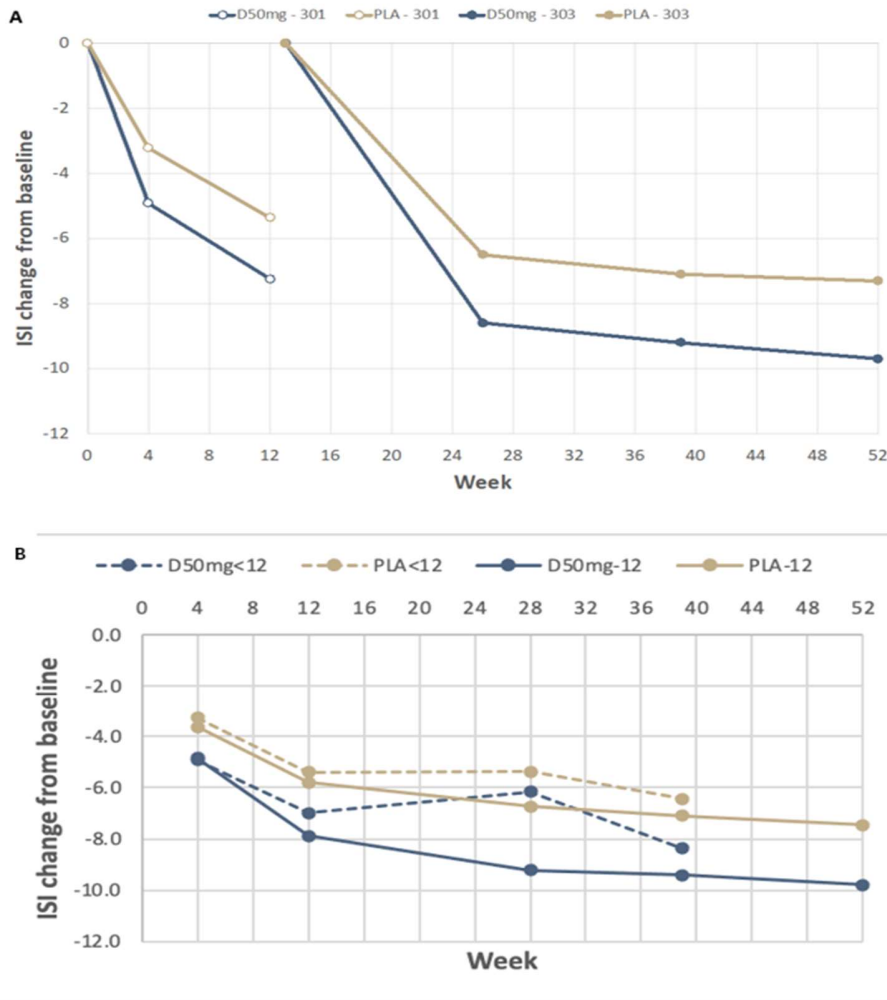 A
D50mg - 301 PLA - 301 D50mg - 303 PLA - 303
0
-2
-4
-6
-8
-10
-12
ISI change from baseline
0 4 8 12 16 20 24 28 32 36 40 44 48 52
Week
B
D50mg<12 PLA<12 D50mg-12 PLA-12
0 4 8 12 16 20 24 28 32 36 40 44 48 52
0.0
-2.0
-4.0
-6.0
-8.0
-10.0
-12.0
ISI change from baseline
Week